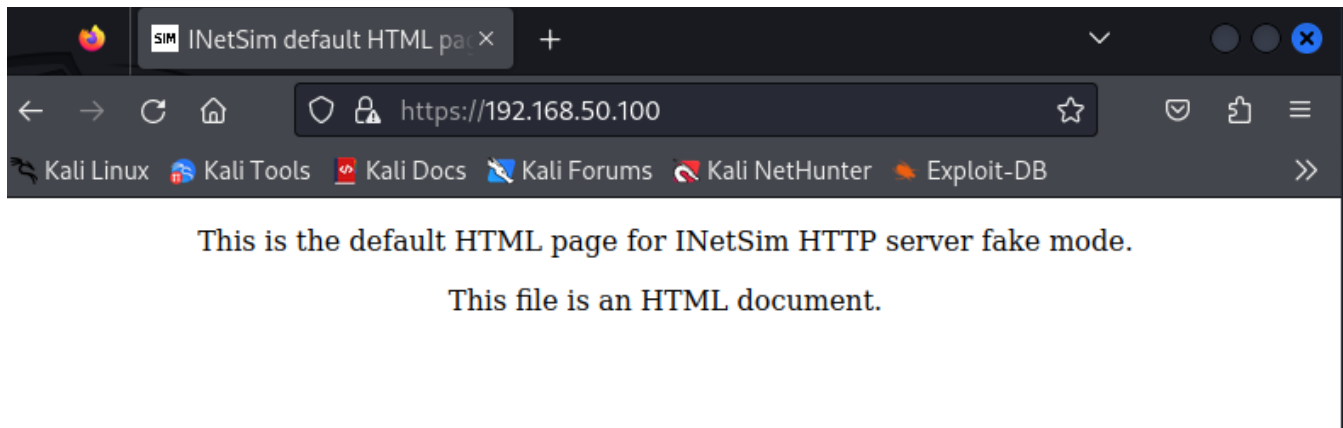 SIM INetSim default HTML pag
https://192.168.50.100
Kali Linux Kali Tools Kali Docs Kali Forums Kali NetHunter Exploit-DB
This is the default HTML page for INetSim HTTP server fake mode.
This file is an HTML document.